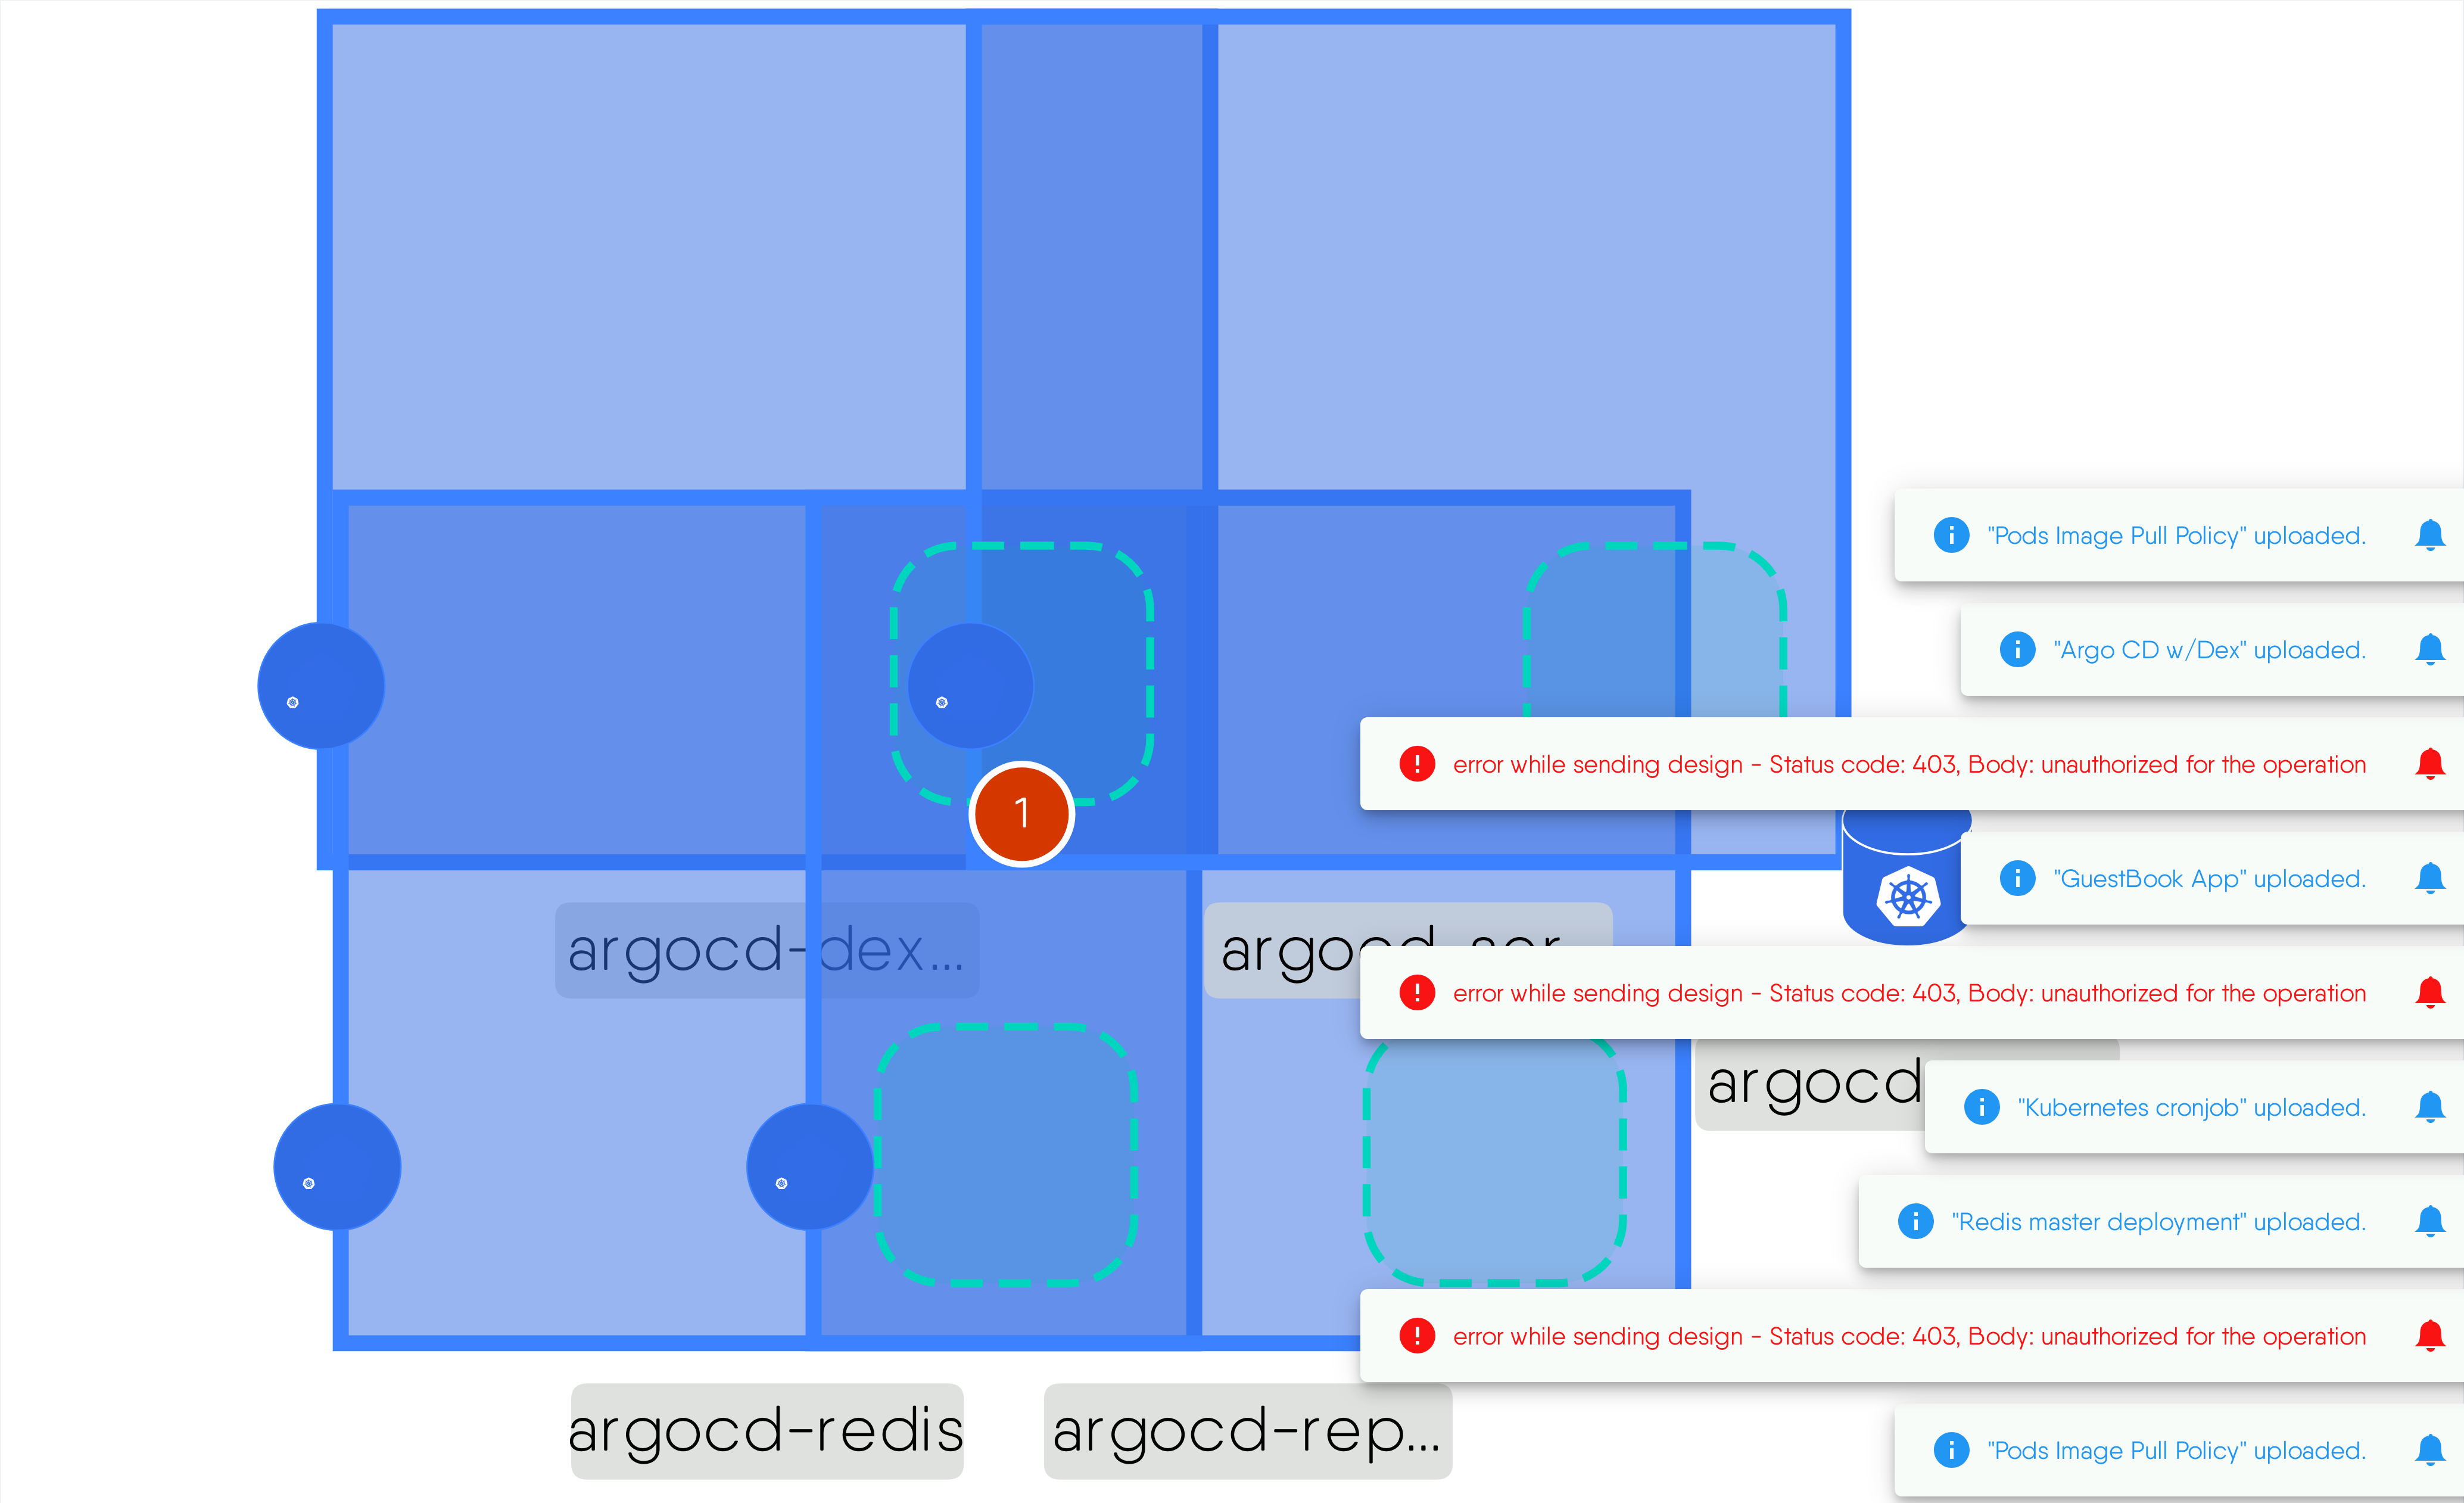 "Pods Image Pull Policy" uploaded.
"Argo CD w/Dex" uploaded.
error while sending design - Status code: 403, Body: unauthorized for the operation
1
"GuestBook App" uploaded.
argocd-dex...
argocd-ser...
error while sending design - Status code: 403, Body: unauthorized for the operation
argocd
"Kubernetes cronjob" uploaded.
"Redis master deployment" uploaded.
error while sending design - Status code: 403, Body: unauthorized for the operation
argocd-redis
argocd-rep...
"Pods Image Pull Policy" uploaded.